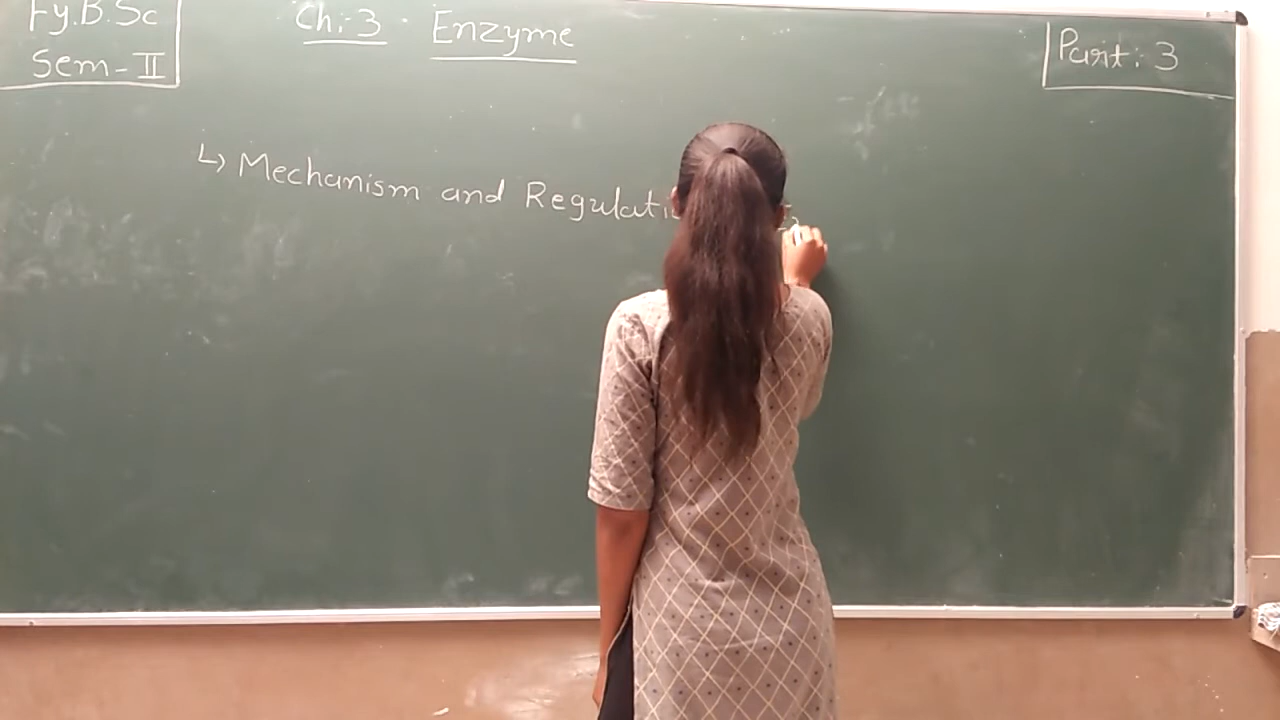 Fy.B.Sc
Sem-II
Ch:-3. Enzyme
Part:3
↳ Mechanism and Regulati